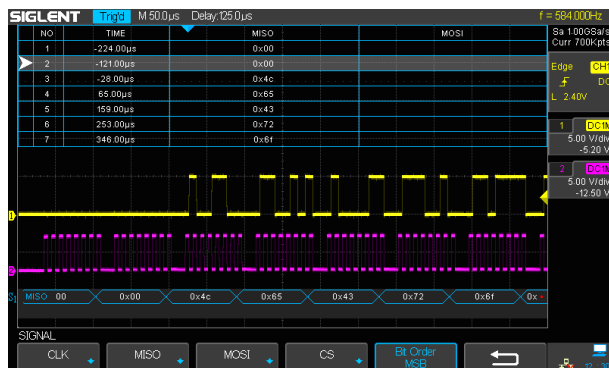 SIGLENT Trig'd M 50.0µs Delay:125.0µs f = 584.000Hz
NO TIME MISO MOSI
1 -224.00µs 0x00
2 -121.00µs 0x00
3 -28.00µs 0x4c
4 65.00µs 0x65
5 159.00µs 0x43
6 253.00µs 0x72
7 346.00µs 0x6f
Sa 1.00GSa/s
Curr 700Kpts
Edge CH1
DC
L 2.40V
1 DC1M
5.00 V/div
-5.20 V
2 DC1M
5.00 V/div
-12.50 V
1
2
S1 MISO 00 0x00 0x4c 0x65 0x43 0x72 0x6f 0x
SIGNAL
CLK MISO MOSI CS Bit Order
MSB